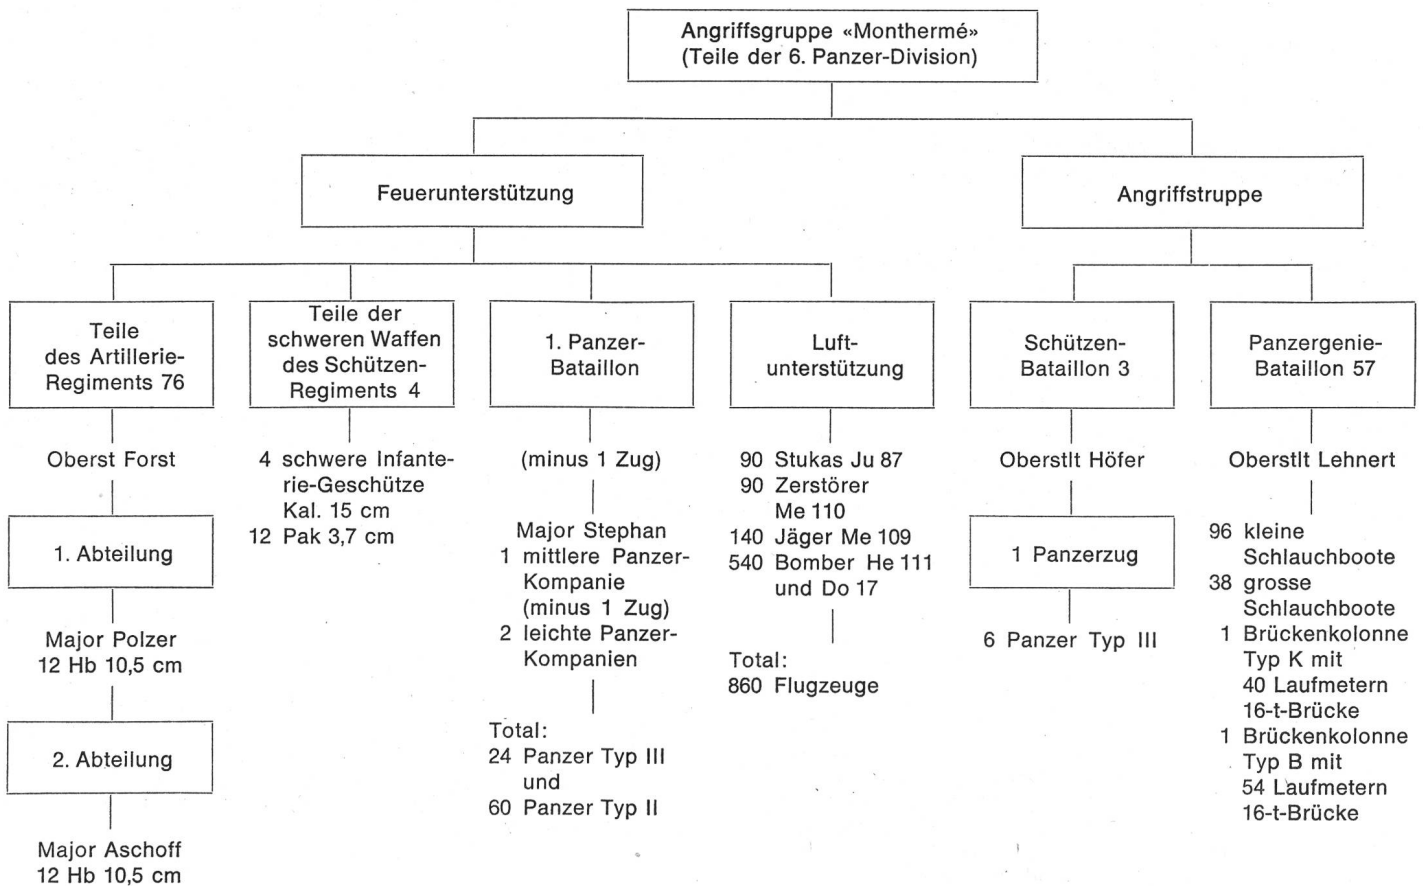 Angriffsgruppe «Monthermé»
(Teile der 6. Panzer-Division)
Feuerunterstützung
Angriffstruppe
Teile
des Artillerie-
Regiments 76
Oberst Forst
1. Abteilung
Major Polzer
12 Hb 10,5 cm
2. Abteilung
Major Aschoff
12 Hb 10,5 cm
Teile der
schweren Waffen
des Schützen-
Regiments 4
4 schwere Infante-
rie-Geschütze
Kal. 15 cm
12 Pak 3,7 cm
1. Panzer-
Bataillon
(minus 1 Zug)
Major Stephan
1 mittlere Panzer-
Kompanie
(minus 1 Zug)
2 leichte Panzer-
Kompanien
Total:
24 Panzer Typ III
und
60 Panzer Typ II
Luft-
unterstützung
90 Stukas Ju 87
90 Zerstörer
Me 110
140 Jäger Me 109
540 Bomber He 111
und Do 17
Total:
860 Flugzeuge
Schützen-
Bataillon 3
Oberstlt Höfer
1 Panzerzug
6 Panzer Typ III
Panzergenie-
Bataillon 57
Oberstlt Lehnert
96 kleine
Schlauchboote
38 grosse
Schlauchboote
1 Brückenkolonne
Typ K mit
40 Laufmetern
16-t-Brücke
1 Brückenkolonne
Typ B mit
54 Laufmetern
16-t-Brücke